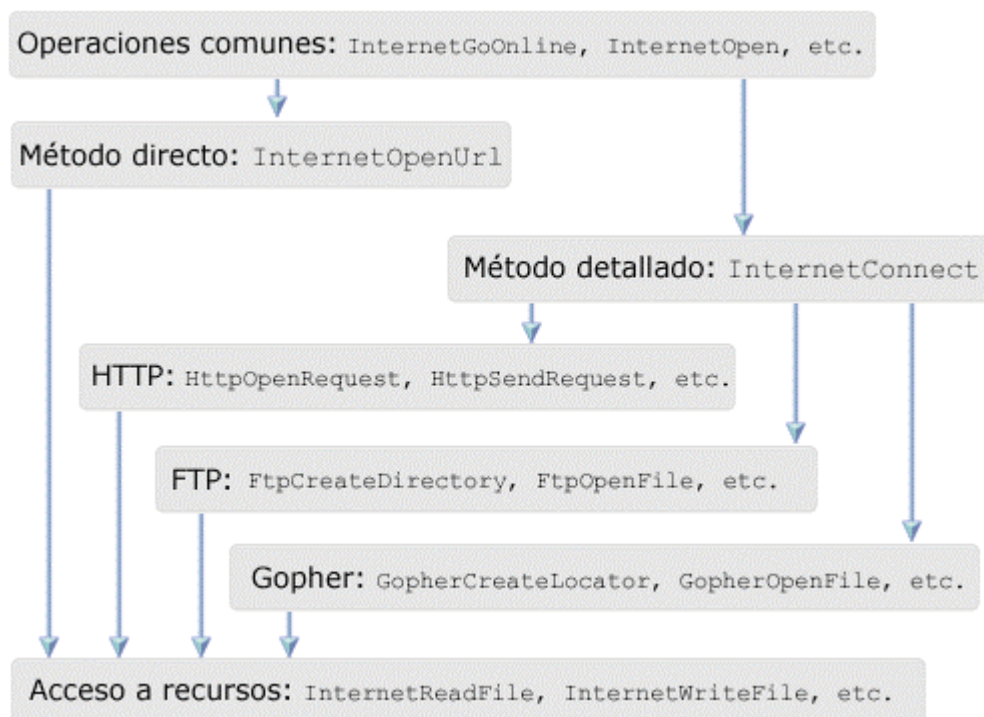 Operaciones comunes: InternetGoOnline, InternetOpen, etc.
Método directo: InternetOpenUrl
Método detallado: InternetConnect
HTTP: HttpOpenRequest, HttpSendRequest, etc.
FTP: FtpCreateDirectory, FtpOpenFile, etc.
Gopher: GopherCreateLocator, GopherOpenFile, etc.
Acceso a recursos: InternetReadFile, InternetWriteFile, etc.